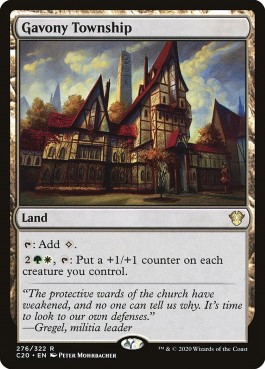 Gavony Township
Land
: Add .
2, : Put a +1/+1 counter on each
creature you control.
"The protective wards of the church have
weakened, and no one can tell us why. It's time
to look to our own defenses."
—Gregel, militia leader
276/322 R
C20 • EN Peter Mohrbacher
™ & © 2020 Wizards of the Coast